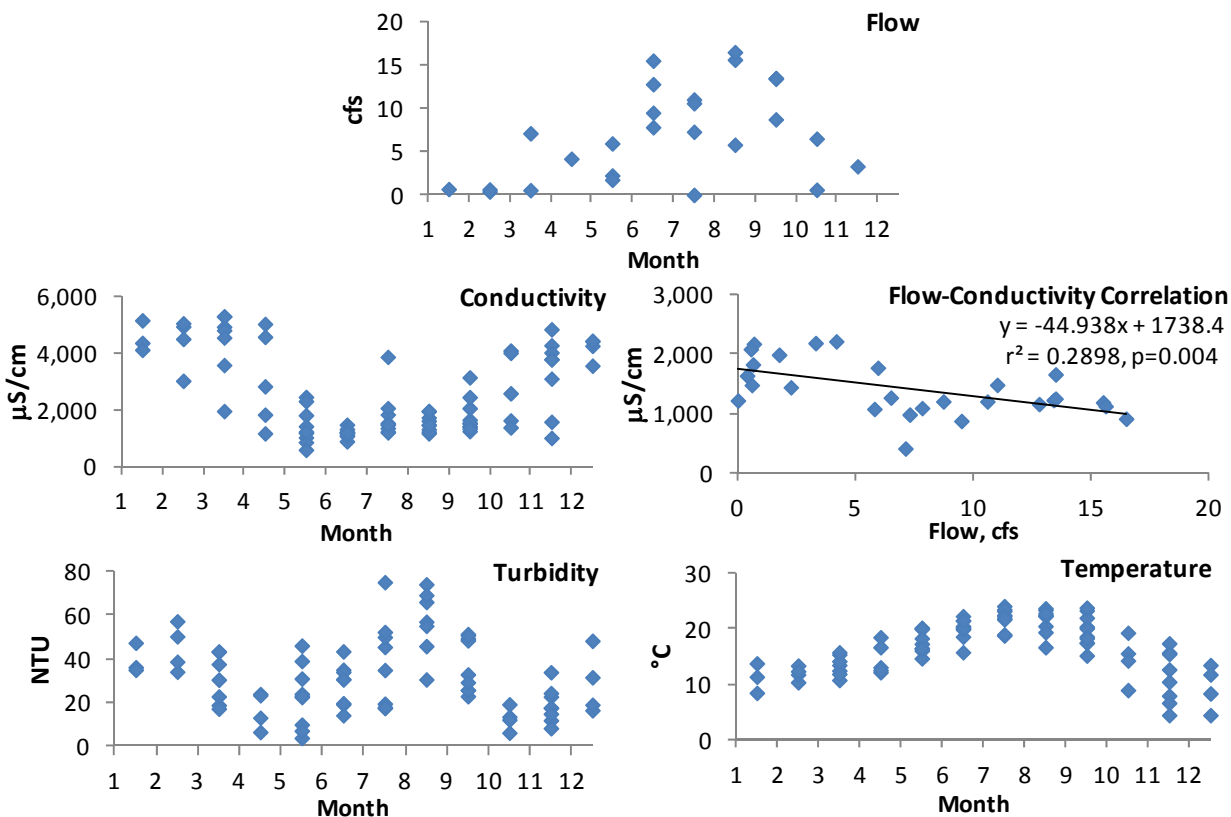 Flow
20
15
10
5
0
cfs
1 2 3 4 5 6 7 8 9 10 11 12
Month
Conductivity
6,000
4,000
2,000
0
µS/cm
1 2 3 4 5 6 7 8 9 10 11 12
Month
Flow-Conductivity Correlation
y = -44.938x + 1738.4
r² = 0.2898, p=0.004
3,000
2,000
1,000
0
µS/cm
0 5 10 15 20
Flow, cfs
Turbidity
80
60
40
20
0
NTU
1 2 3 4 5 6 7 8 9 10 11 12
Month
Temperature
30
20
10
0
°C
1 2 3 4 5 6 7 8 9 10 11 12
Month